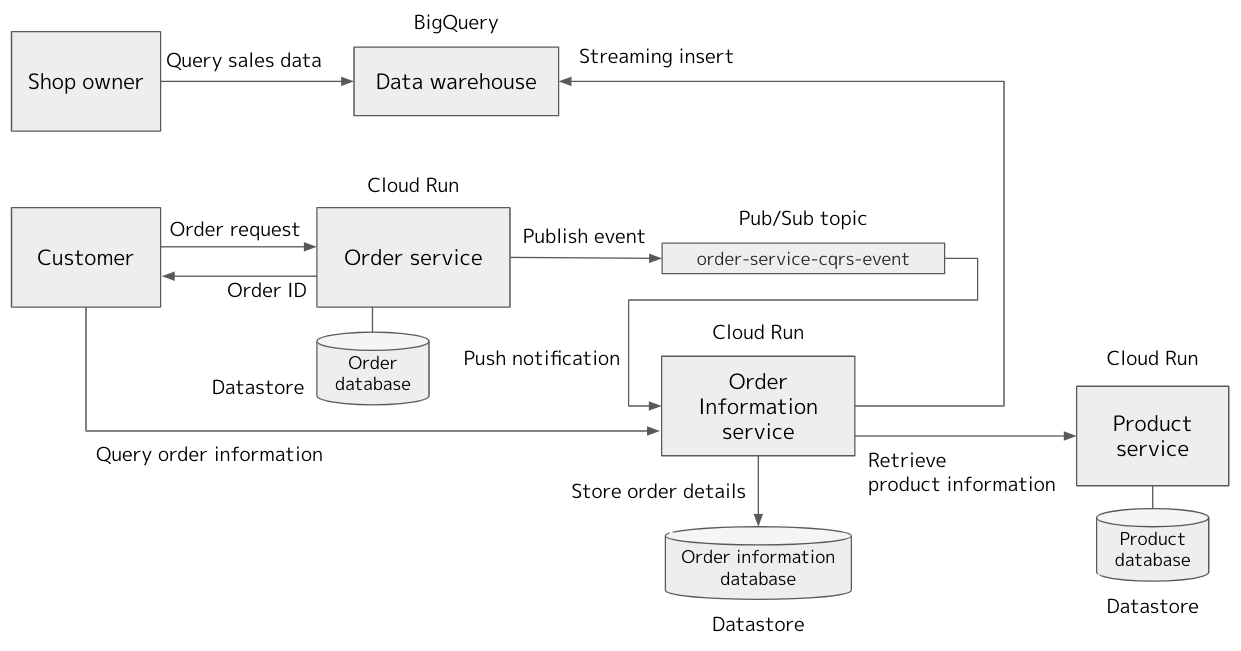 BigQuery
Shop owner
Query sales data
Data warehouse
Streaming insert
Cloud Run
Customer
Order request
Order ID
Order service
Publish event
Pub/Sub topic
order-service-cqrs-event
Datastore
Order
database
Push notification
Cloud Run
Order
Information
service
Query order information
Cloud Run
Product
service
Retrieve
product information
Store order details
Order information
database
Datastore
Product
database
Datastore